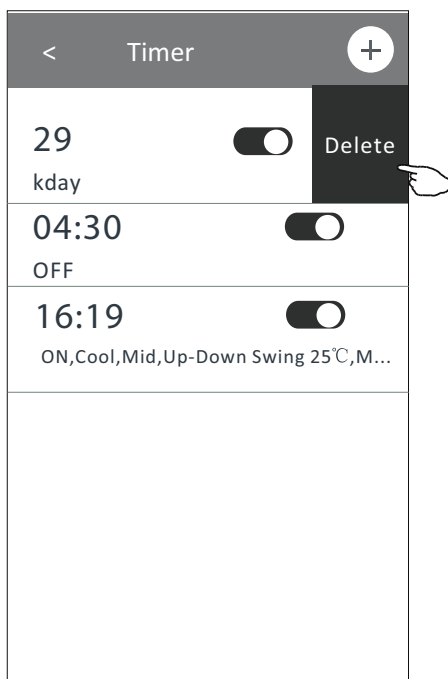 < Timer +
29
Delete
kday
04:30
OFF
16:19
ON,Cool,Mid,Up-Down Swing 25℃,M...